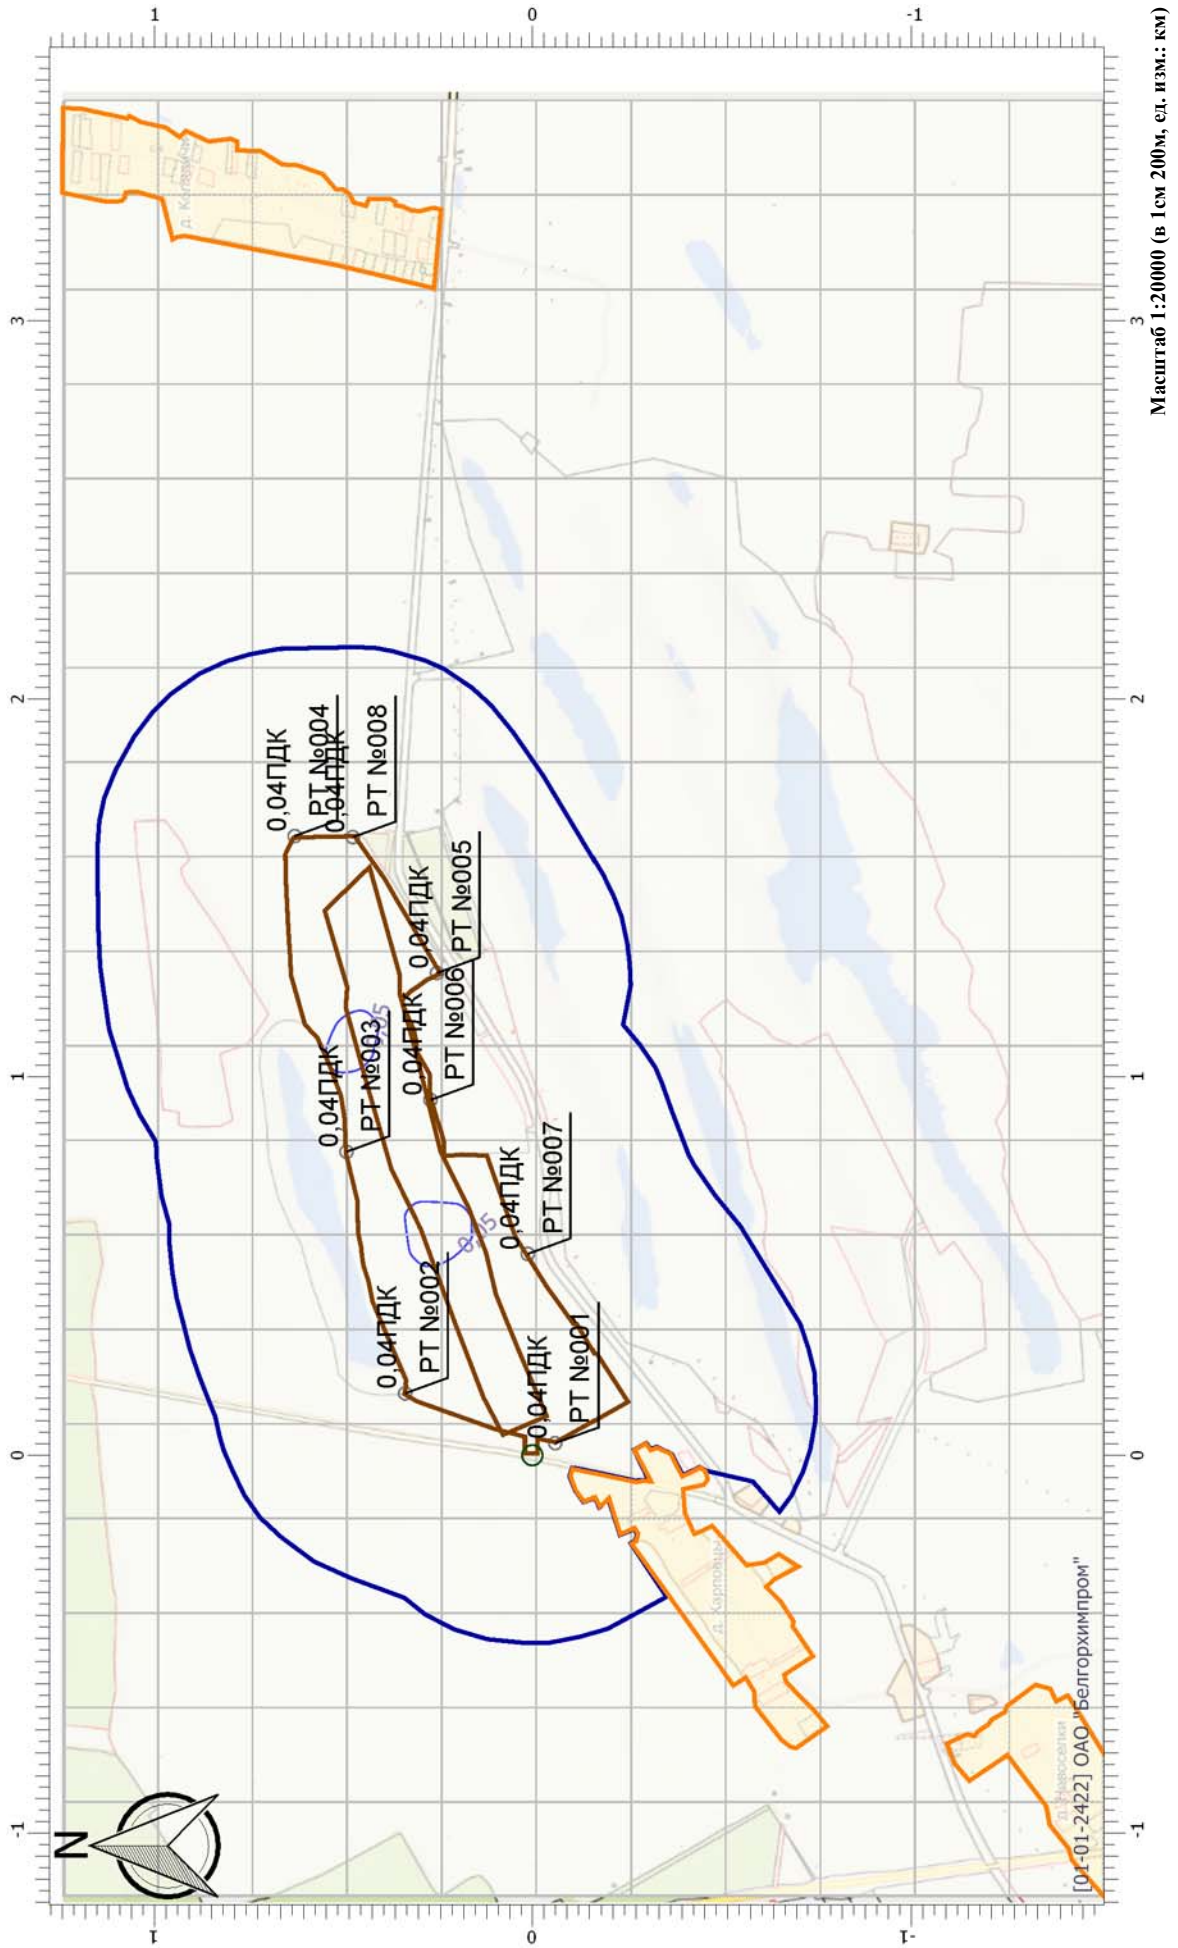 Масштаб 1:20000 (в 1см 200м, ед. изм.: км)
1
0
-1
3
2
1
0
-1
3
2
1
0
-1
1
0
-1
N
д. Копачи
0,04ПДК
РТ №004
0,04ПДК
РТ №008
0,04ПДК
РТ №005
0,04ПДК
РТ №006
0,05
0,04ПДК
РТ №003
0,04ПДК
РТ №007
0,05
0,04ПДК
РТ №002
0,04ПДК
РТ №001
д. Харповцы
д. Новоселки
[01-01-2422] ОАО "Белгорхимпром"